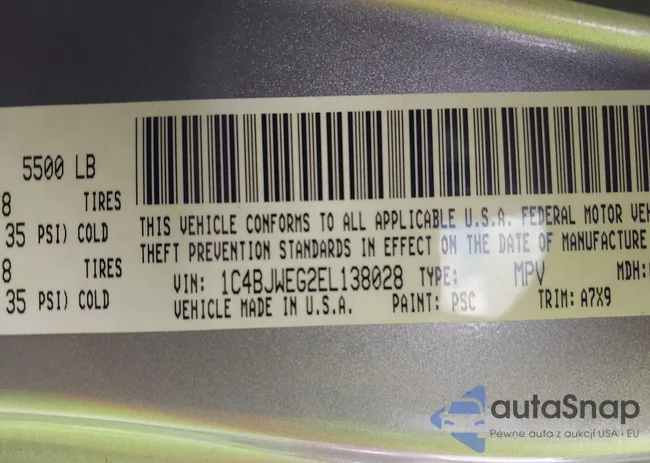 5500 LB
8 TIRES
35 PSI) COLD
8 TIRES
35 PSI) COLD
THIS VEHICLE CONFORMS TO ALL APPLICABLE U.S.A. FEDERAL MOTOR VEH
THEFT PREVENTION STANDARDS IN EFFECT ON THE DATE OF MANUFACTURE
VIN: 1C4BJWEG2EL138028 TYPE: MPV MDH:
VEHICLE MADE IN U.S.A. PAINT: PSC TRIM: A7X9
autaSnap
Pewne auta z aukcji USA i EU